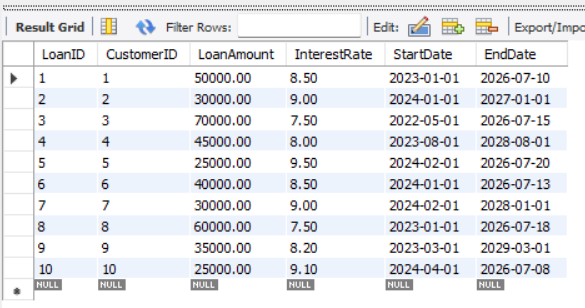 Result Grid Filter Rows: Edit: Export/Impo
LoanID CustomerID LoanAmount InterestRate StartDate EndDate
1 1 50000.00 8.50 2023-01-01 2026-07-10
2 2 30000.00 9.00 2024-01-01 2027-01-01
3 3 70000.00 7.50 2022-05-01 2026-07-15
4 4 45000.00 8.00 2023-08-01 2028-08-01
5 5 25000.00 9.50 2024-02-01 2026-07-20
6 6 40000.00 8.50 2024-01-01 2026-07-13
7 7 30000.00 9.00 2024-02-01 2028-01-01
8 8 60000.00 7.50 2023-01-01 2026-07-18
9 9 35000.00 8.20 2023-03-01 2029-03-01
10 10 25000.00 9.10 2024-04-01 2026-07-08
NULL NULL NULL NULL NULL NULL